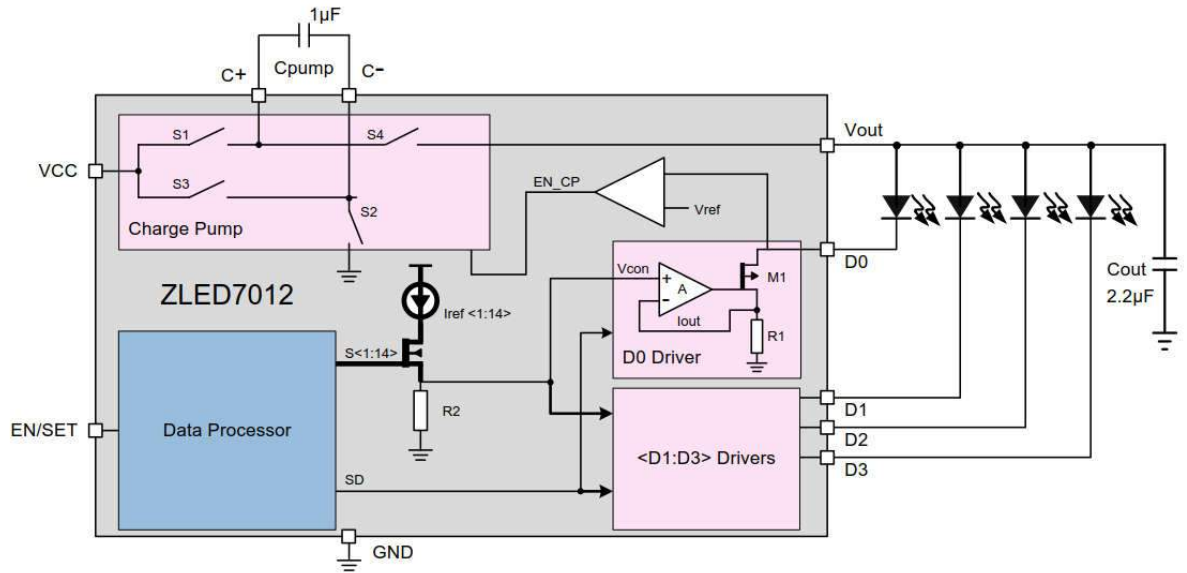 1µF
C+
Cpump
C-
S1
S4
Vout
VCC
EN_CP
S3
Vref
S2
Charge Pump
D0
Vcon
+
M1
Cout
ZLED7012
A
2.2µF
-
Iref <1:14>
Iout
R1
S<1:14>
D0 Driver
R2
D1
EN/SET
Data Processor
D2
<D1:D3> Drivers
D3
SD
GND